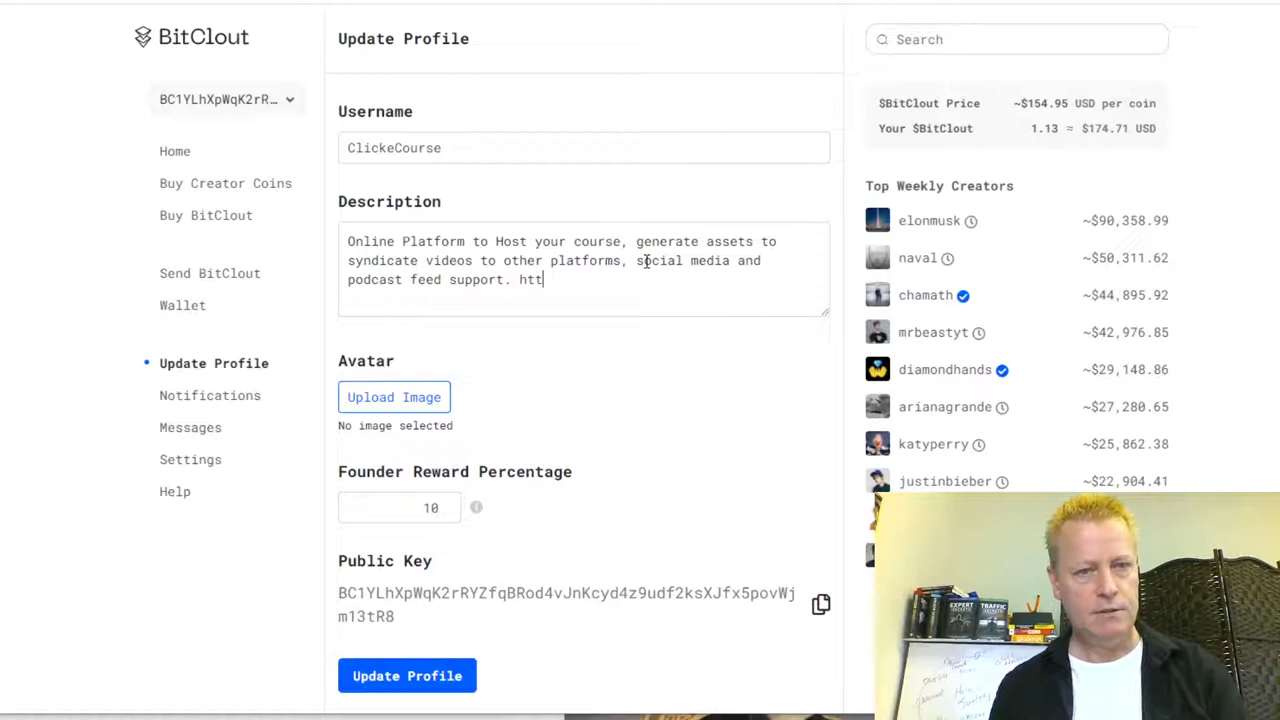 BitClout
BC1YLhXpWqK2rR...
Home
Buy Creator Coins
Buy BitClout
Send BitClout
Wallet
Update Profile
Notifications
Messages
Settings
Help
Update Profile
Username
ClickeCourse
Description
Online Platform to Host your course, generate assets to
syndicate videos to other platforms, social media and
podcast feed support. htt
Avatar
Upload Image
No image selected
Founder Reward Percentage
10
Public Key
BC1YLhXpWqK2rRYZfqBRod4vJnKcyd4z9udf2ksXJfx5povWj
m13tR8
Update Profile
Search
$BitClout Price ~$154.95 USD per coin
Your $BitClout 1.13 ≈ $174.71 USD
Top Weekly Creators
elonmusk ~$90,358.99
naval ~$50,311.62
chamath ~$44,895.92
mrbeastyt ~$42,976.85
diamondhands ~$29,148.86
arianagrande ~$27,280.65
katyperry ~$25,862.38
justinbieber ~$22,904.41
EXPERT
SECRETS
TRAFFIC
SECRETS